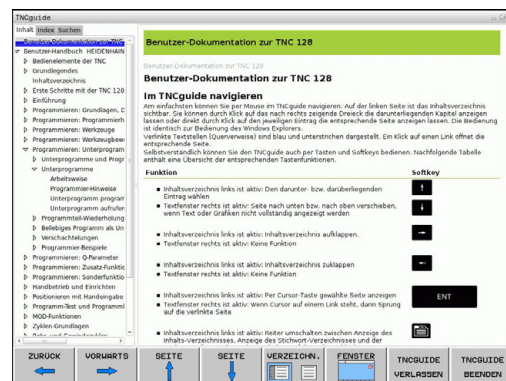 TNCguide
Inhalt Index Suchen
Benutzer-Dokumentation zur TNC
Benutzer-Handbuch HEIDENHAIN
Bedienelemente der TNC
Grundlegendes
Inhaltsverzeichnis
Erste Schritte mit der TNC 128
Einführung
Programmieren: Grundlagen, D
Programmieren: Programmierh
Programmieren: Werkzeuge
Programmieren: Werkzeugbewe
Programmieren: Unterprogram
Unterprogramme und Progr
Unterprogramme
Arbeitsweise
Programmier-Hinweise
Unterprogramm program
Unterprogramm aufrufen
Programmteil-Wiederholung
Beliebiges Programm als Un
Verschachtelungen
Programmier-Beispiele
Programmieren: Q-Parameter
Programmieren: Zusatz-Funktic
Programmieren: Sonderfunktio
Handbetrieb und Einrichten
Positionieren mit Handeingabe
Programm-Test und Programml
MOD-Funktionen
Zyklen-Grundlagen
Benutzer-Dokumentation zur TNC 128
Benutzer-Dokumentation zur TNC 128
Benutzer-Dokumentation zur TNC 128
Im TNCguide navigieren
Am einfachsten können Sie per Mouse im TNCguide navigieren. Auf der linken Seite ist das Inhaltsverzeichnis
sichtbar. Sie können durch Klick auf das nach rechts zeigende Dreieck die darunterliegenden Kapitel anzeigen
lassen oder direkt durch Klick auf den jeweiligen Eintrag die entsprechende Seite anzeigen lassen. Die Bedienung
ist identisch zur Bedienung des Windows Explorers.
Verlinkte Textstellen (Querverweise) sind blau und unterstrichen dargestellt. Ein Klick auf einen Link öffnet die
entsprechende Seite.
Selbstverständlich können Sie den TNCguide auch per Tasten und Softkeys bedienen. Nachfolgende Tabelle
enthält eine Übersicht der entsprechenden Tastenfunktionen.
Funktion Softkey
Inhaltsverzeichnis links ist aktiv: Den darunter- bzw. darüberliegenden
Eintrag wählen
Textfenster rechts ist aktiv: Seite nach unten bzw. nach oben verschieben,
wenn Text oder Grafiken nicht vollständig angezeigt werden
Inhaltsverzeichnis links ist aktiv: Inhaltsverzeichnis aufklappen.
Textfenster rechts ist aktiv: Keine Funktion
Inhaltsverzeichnis links ist aktiv: Inhaltsverzeichnis zuklappen
Textfenster rechts ist aktiv: Keine Funktion
Inhaltsverzeichnis links ist aktiv: Per Cursor-Taste gewählte Seite anzeigen
Textfenster rechts ist aktiv: Wenn Cursor auf einem Link steht, dann Sprung
auf die verlinkte Seite
ENT
Inhaltsverzeichnis links ist aktiv: Reiter umschalten zwischen Anzeige des
Inhalts-Verzeichnisses, Anzeige des Stichwort-Verzeichnisses und der
ZURÜCK
VORWÄRTS
SEITE
SEITE
VERZEICHN.
FENSTER
TNCGUIDE
VERLASSEN
TNCGUIDE
BEENDEN